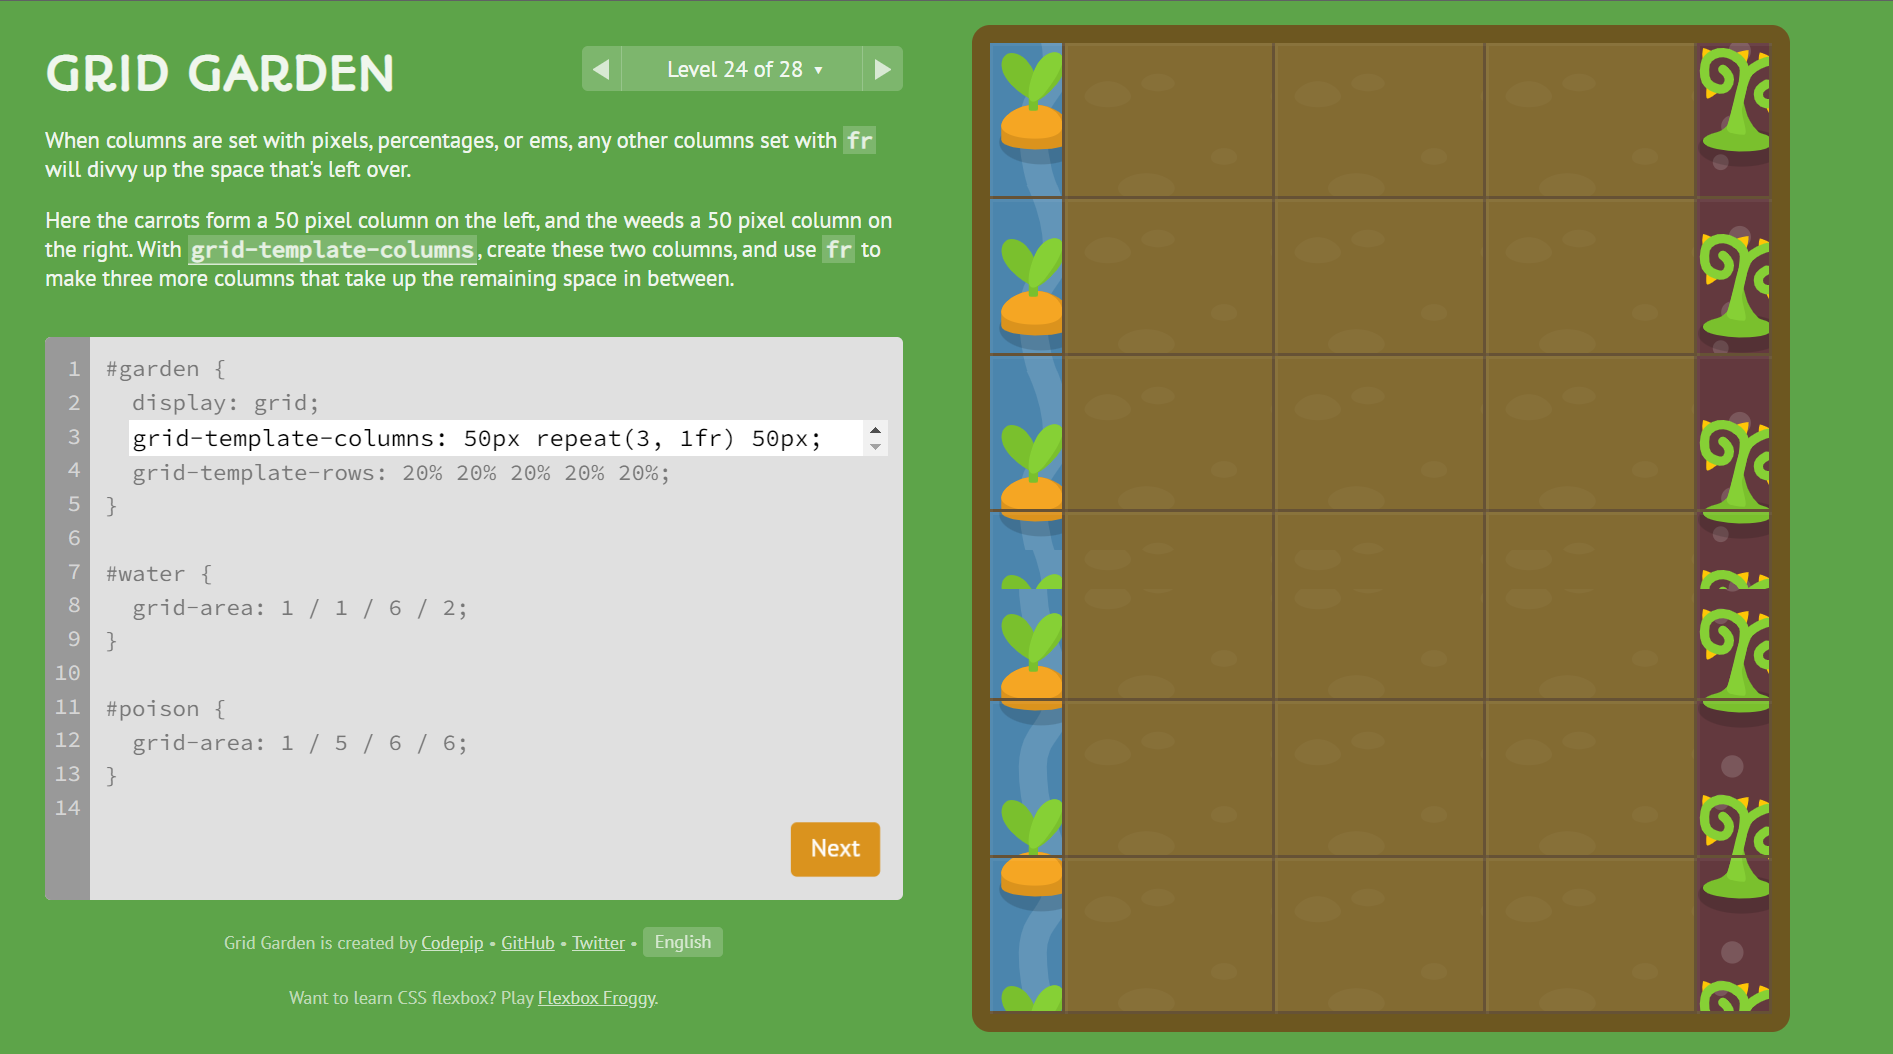 GRID GARDEN
Level 24 of 28 ▾
When columns are set with pixels, percentages, or ems, any other columns set with fr
will divvy up the space that's left over.
Here the carrots form a 50 pixel column on the left, and the weeds a 50 pixel column on
the right. With grid-template-columns, create these two columns, and use fr to
make three more columns that take up the remaining space in between.
1 #garden {
2 display: grid;
3 grid-template-columns: 50px repeat(3, 1fr) 50px;
4 grid-template-rows: 20% 20% 20% 20% 20%;
5 }
6
7 #water {
8 grid-area: 1 / 1 / 6 / 2;
9 }
10
11 #poison {
12 grid-area: 1 / 5 / 6 / 6;
13 }
14
Next
Grid Garden is created by Codepip • GitHub • Twitter • English
Want to learn CSS flexbox? Play Flexbox Froggy.